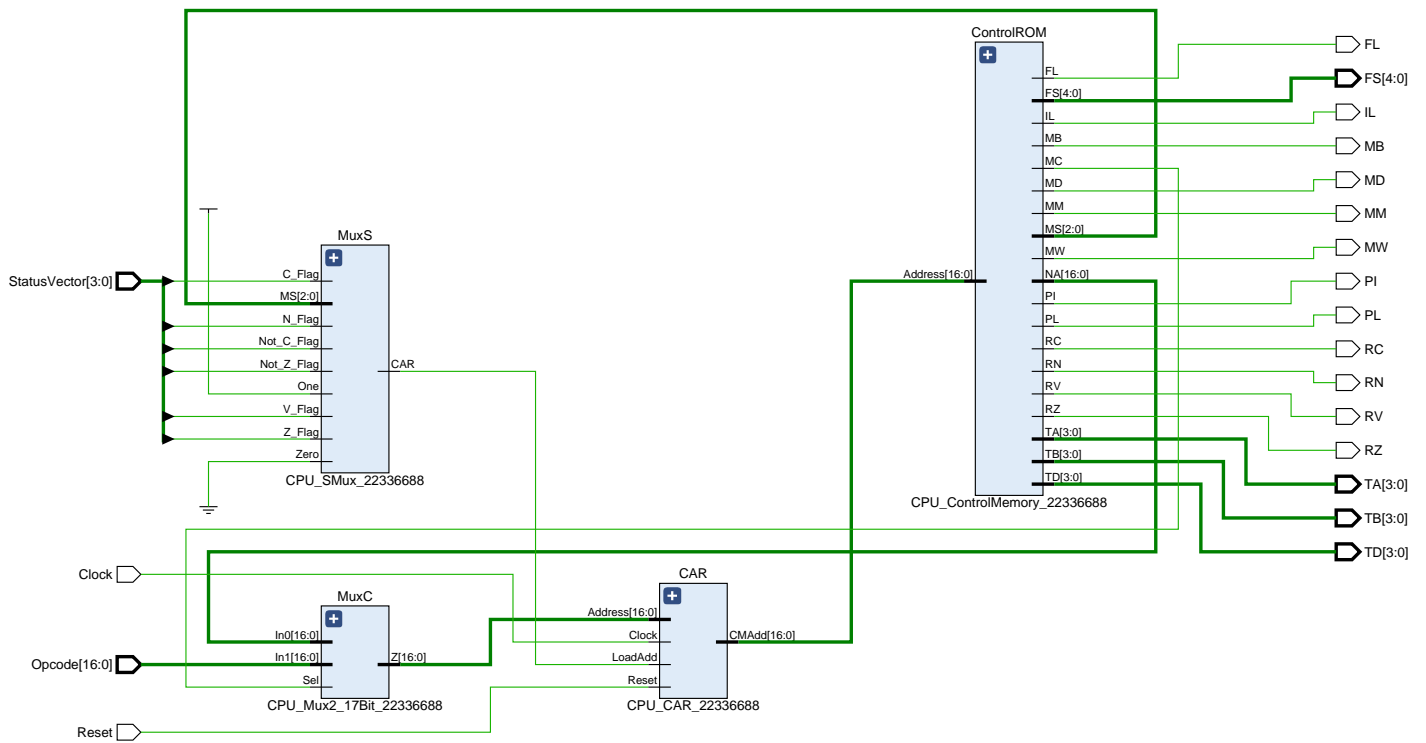 ControlROM
FL
FS[4:0]
IL
MB
MC
MD
MM
MS[2:0]
MW
Address[16:0]
NA[16:0]
PI
PL
RC
RN
RV
RZ
TA[3:0]
TB[3:0]
TD[3:0]
CPU_ControlMemory_22336688
FL
FS[4:0]
IL
MB
MD
MM
MW
PI
PL
RC
RN
RV
RZ
TA[3:0]
TB[3:0]
TD[3:0]
MuxS
StatusVector[3:0]
C_Flag
MS[2:0]
N_Flag
Not_C_Flag
Not_Z_Flag
One
V_Flag
Z_Flag
Zero
CAR
CPU_SMux_22336688
Clock
MuxC
Opcode[16:0]
In0[16:0]
In1[16:0]
Sel
Z[16:0]
CPU_Mux2_17Bit_22336688
CAR
Address[16:0]
Clock
LoadAdd
Reset
CMAdd[16:0]
CPU_CAR_22336688
Reset